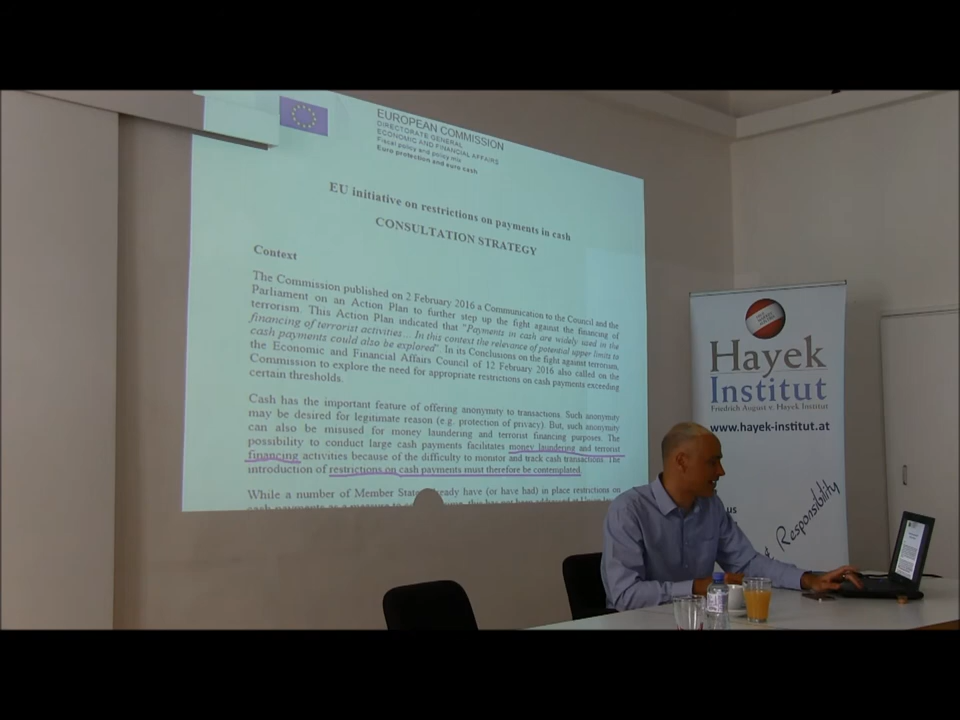 EUROPEAN COMMISSION
DIRECTORATE GENERAL
ECONOMIC AND FINANCIAL AFFAIRS
Fiscal policy and policy mix
Euro protection and euro cash
EU initiative on restrictions on payments in cash
CONSULTATION STRATEGY
Context
The Commission published on 2 February 2016 a Communication to the Council and the
Parliament on an Action Plan to further step up the fight against the financing of
terrorism. This Action Plan indicated that "Payments in cash are widely used in the
financing of terrorist activities... In this context the relevance of potential upper limits to
cash payments could also be explored". In its Conclusions on the fight against terrorism,
the Economic and Financial Affairs Council of 12 February 2016 also called on the
Commission to explore the need for appropriate restrictions on cash payments exceeding
certain thresholds.
Cash has the important feature of offering anonymity to transactions. Such anonymity
may be desired for legitimate reason (e.g. protection of privacy). But, such anonymity
can also be misused for money laundering and terrorist financing purposes. The
possibility to conduct large cash payments facilitates money laundering and terrorist
financing activities because of the difficulty to monitor and track cash transactions. The
introduction of restrictions on cash payments must therefore be contemplated.
While a number of Member State already have (or have had) in place restrictions on
Hayek
Institut
Friedrich August v. Hayek Institut
www.hayek-institut.at
us
Responsibility